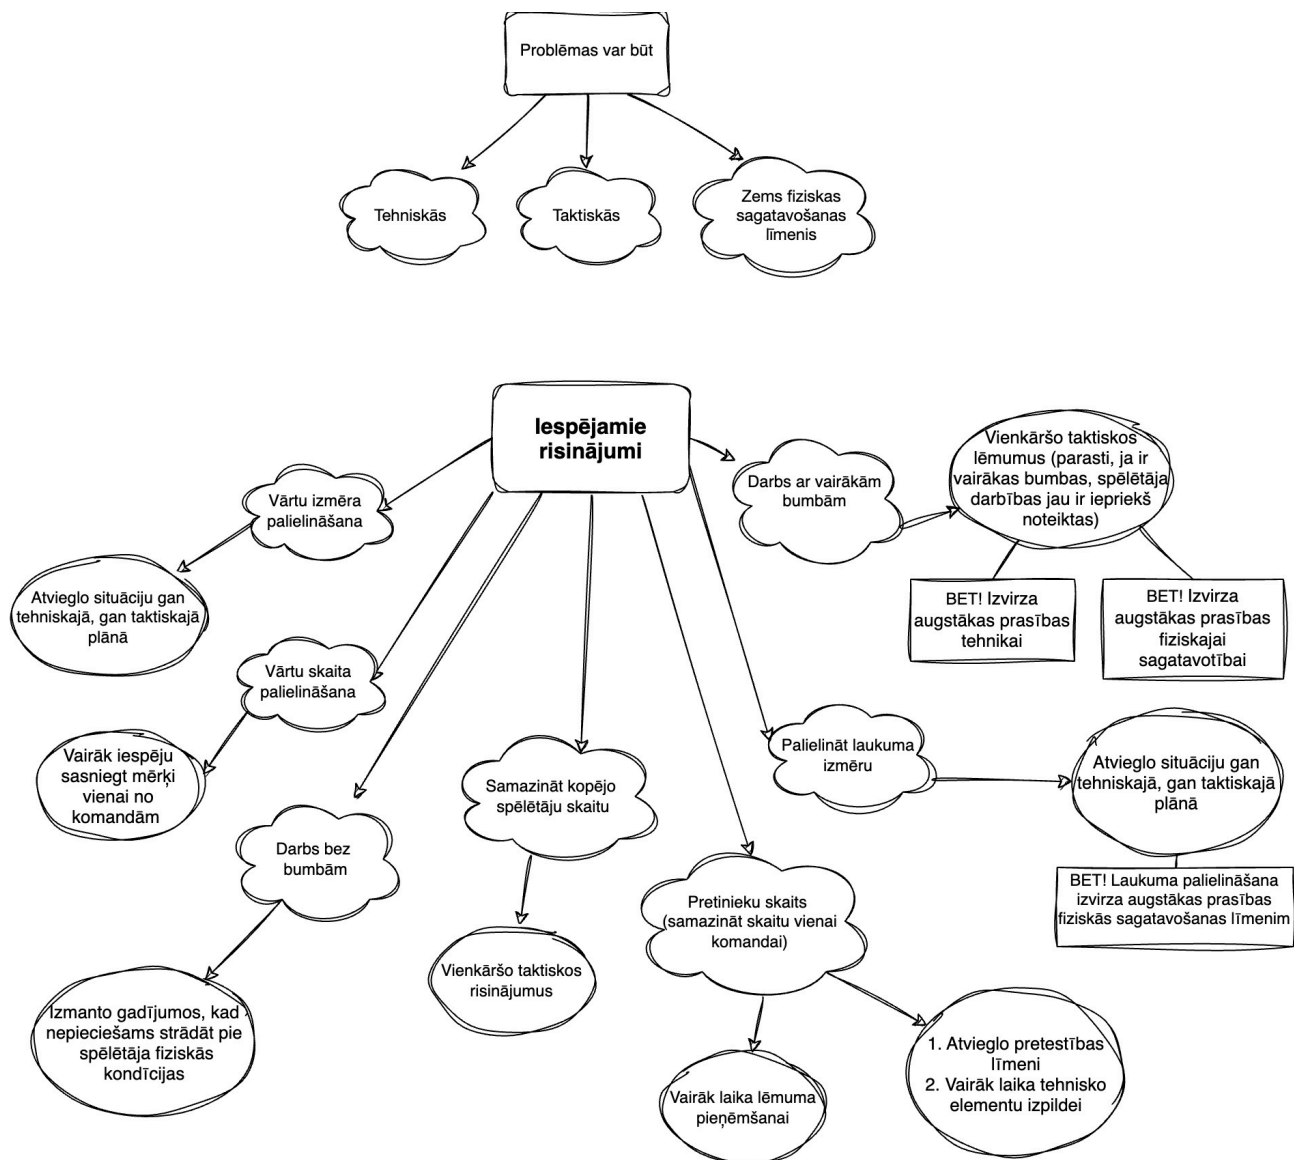 Problēmas var būt
Tehniskās
Taktiskās
Zems fiziskas
sagatavošanas
līmenis
Iespējamie
risinājumi
Vārtu izmēra
palielināšana
Atvieglo situāciju gan
tehniskajā, gan taktiskajā
plānā
Vārtu skaita
palielināšana
Vairāk iespēju
sasniegt mērķi
vienai no
komandām
Darbs bez
bumbām
Izmanto gadījumos, kad
nepieciešams strādāt pie
spēlētāja fiziskās
kondīcijas
Samazināt kopējo
spēlētāju skaitu
Vienkāršo taktiskos
risinājumus
Pretinieku skaits
(samazināt skaitu vienai
komandai)
Vairāk laika lēmuma
pieņēmšanai
1. Atvieglo pretestības
līmeni
2. Vairāk laika tehnisko
elementu izpildei
Palielināt laukuma
izmēru
Atvieglo situāciju gan
tehniskajā, gan taktiskajā
plānā
BET! Laukuma palielināšana
izvirza augstākas prasības
fiziskās sagatavošanas līmenim
Darbs ar vairākām
bumbām
Vienkāršo taktiskos
lēmumus (parasti, ja ir
vairākas bumbas, spēlētāja
darbības jau ir iepriekš
noteiktas)
BET! Izvirza
augstākas prasības
tehnikai
BET! Izvirza
augstākas prasības
fiziskajai
sagatavotībai